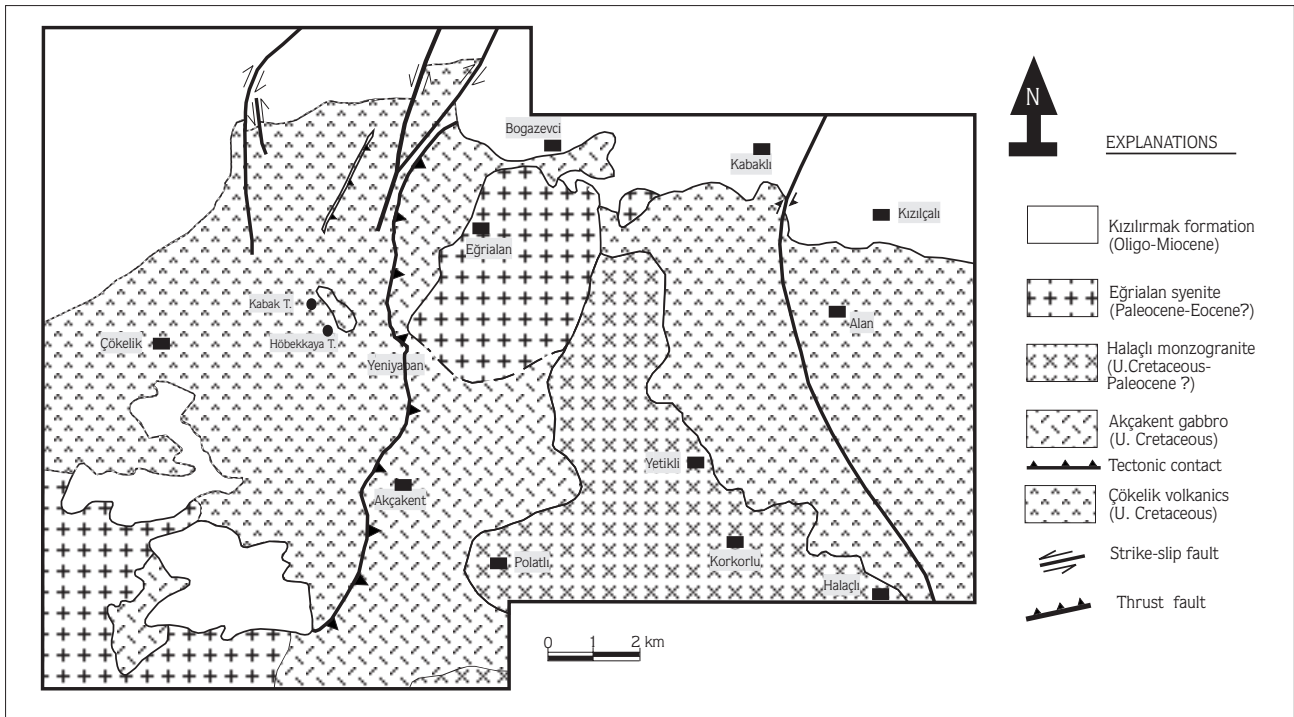 Bogazevci
Kabaklı
Kızılçalı
Eğrialan
Kabak T.
Höbekkaya T.
Alan
Çökelik
Yeniyapan
Yetikli
Akçakent
Polatlı
Korkorlu
Halaçlı
0 1 2 km
N
EXPLANATIONS
Kızılırmak formation
(Oligo-Miocene)
Eğrialan syenite
(Paleocene-Eocene?)
Halaçlı monzogranite
(U.Cretaceous-
Paleocene ?)
Akçakent gabbro
(U. Cretaceous)
Tectonic contact
Çökelik volkanics
(U. Cretaceous)
Strike-slip fault
Thrust fault